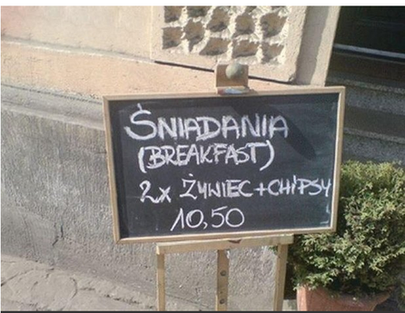 ŚNIADANIA
(BREAKFAST)
2x ŻYWIEC+CHIPSY
10,50